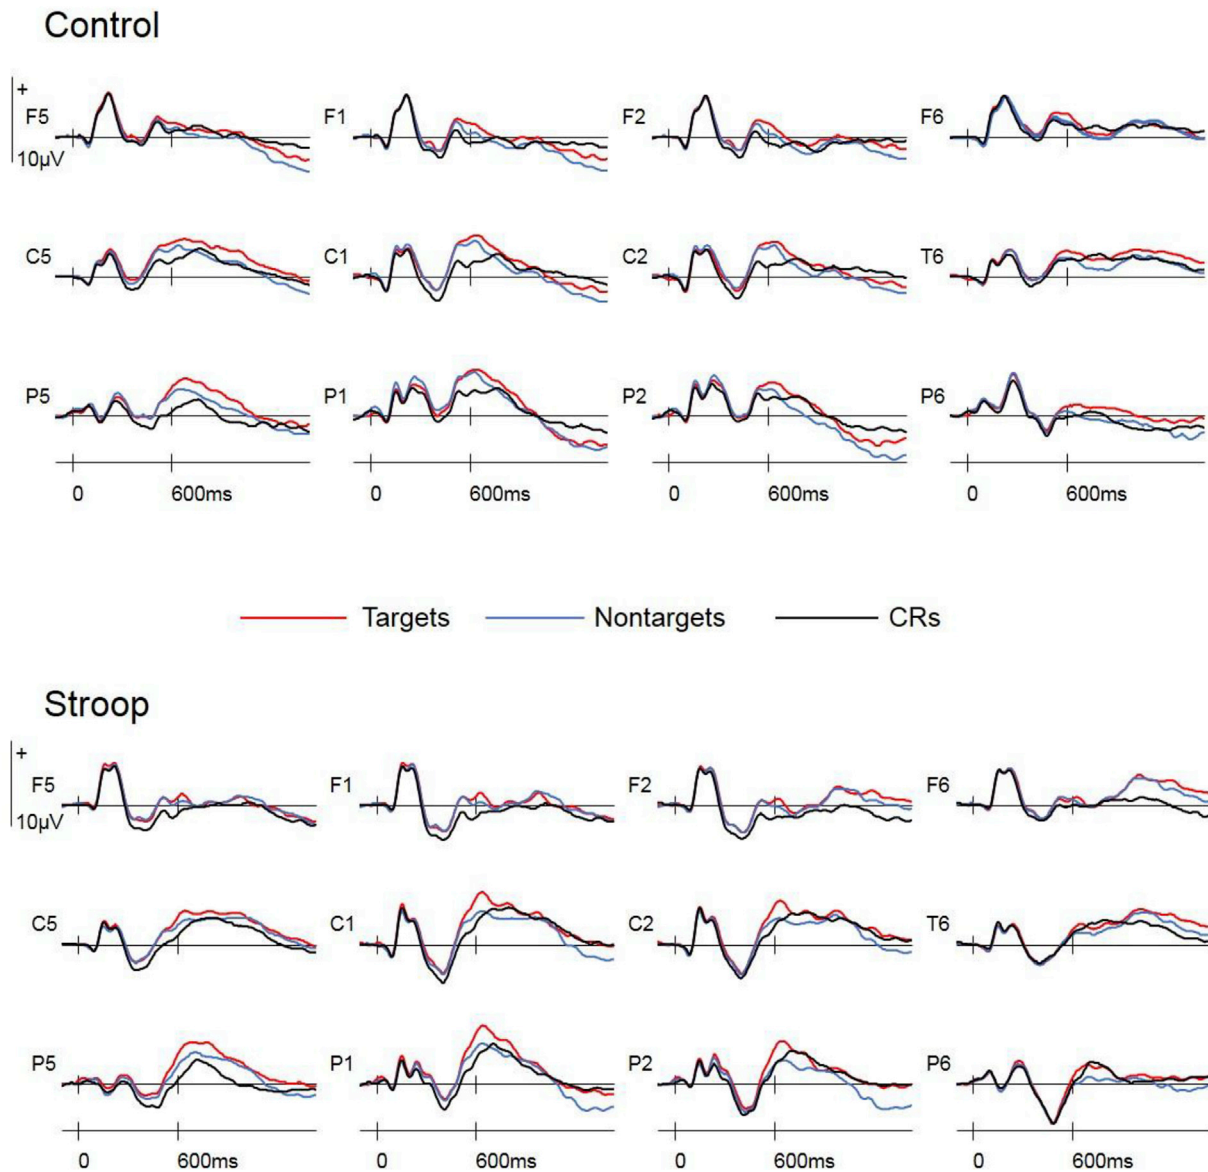 Control
+
F5 F1 F2 F6
10µV
C5 C1 C2 T6
P5 P1 P2 P6
0 600ms 0 600ms 0 600ms 0 600ms
Targets Nontargets CRs
Stroop
+
F5 F1 F2 F6
10µV
C5 C1 C2 T6
P5 P1 P2 P6
0 600ms 0 600ms 0 600ms 0 600ms